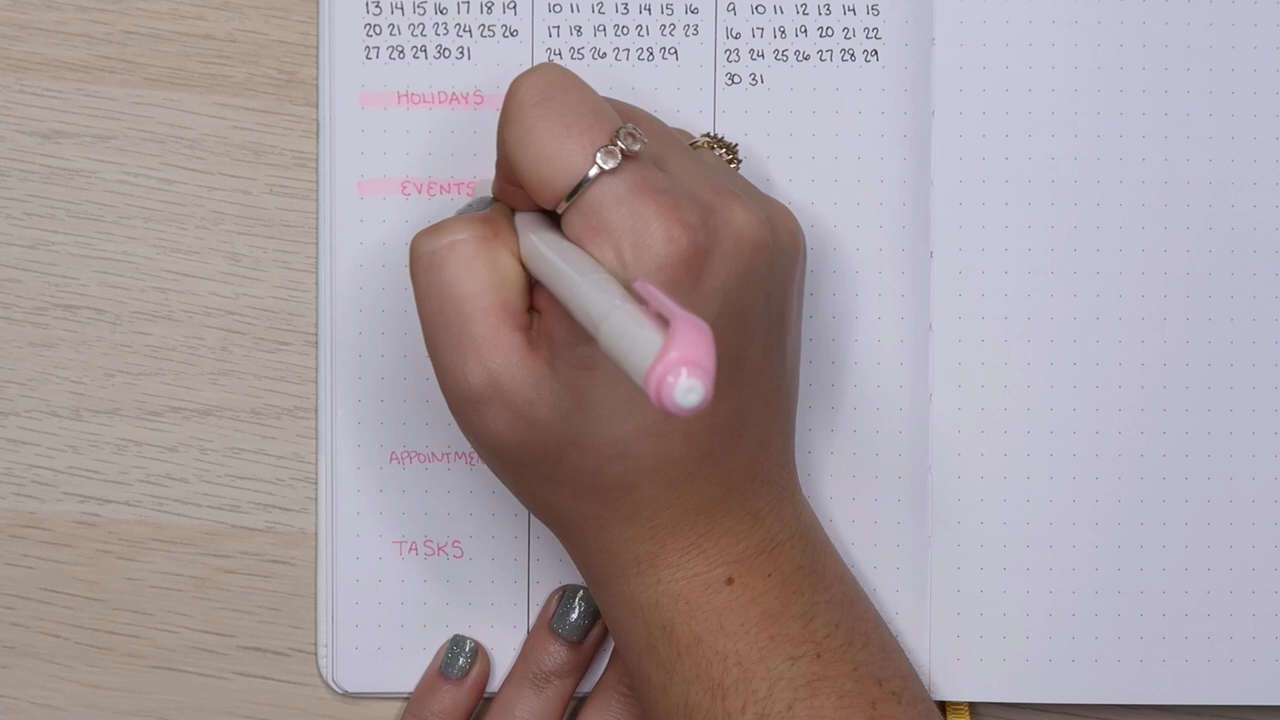 13 14 15 16 17 18 19
20 21 22 23 24 25 26
27 28 29 30 31
10 11 12 13 14 15 16
17 18 19 20 21 22 23
24 25 26 27 28 29
9 10 11 12 13 14 15
16 17 18 19 20 21 22
23 24 25 26 27 28 29
30 31
HOLIDAYS
EVENTS
APPOINTME
TASKS